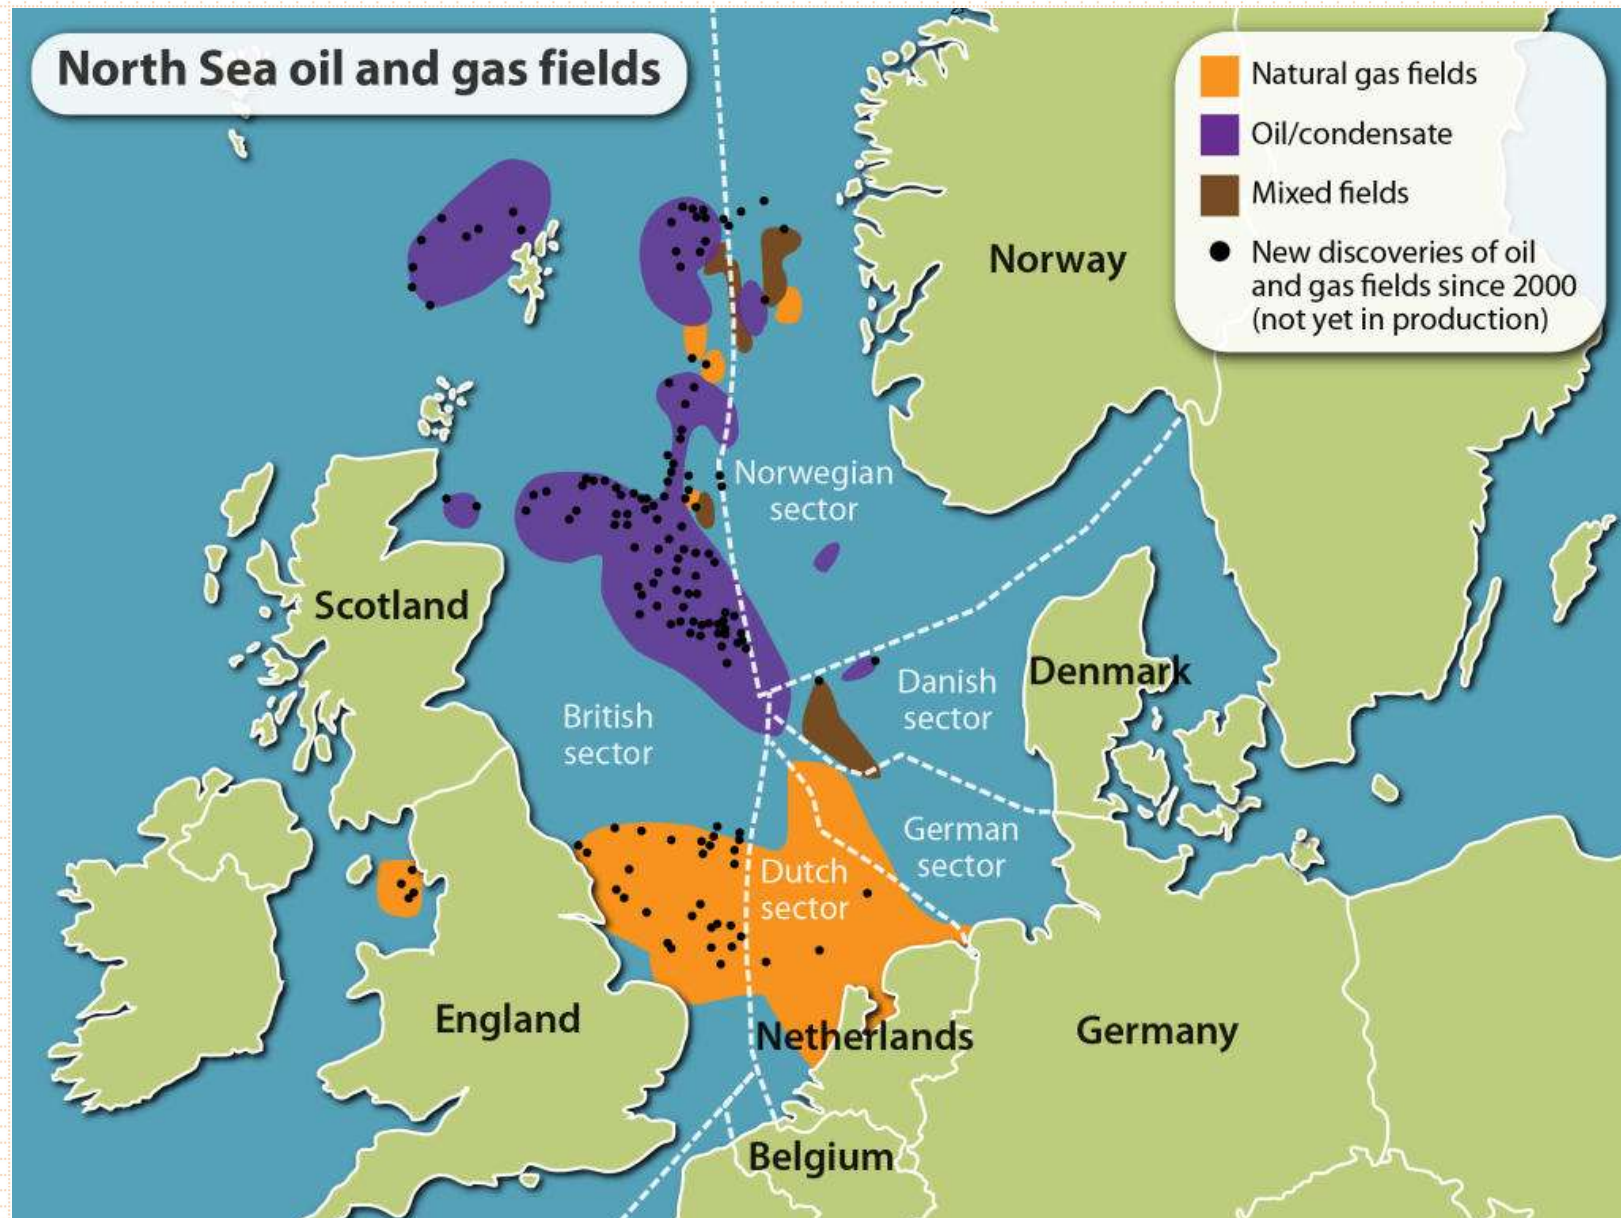 North Sea oil and gas fields
Natural gas fields
Oil/condensate
Mixed fields
New discoveries of oil
and gas fields since 2000
(not yet in production)
Norway
Norwegian
sector
Scotland
Denmark
Danish
sector
British
sector
German
sector
Dutch
sector
England
Netherlands
Germany
Belgium